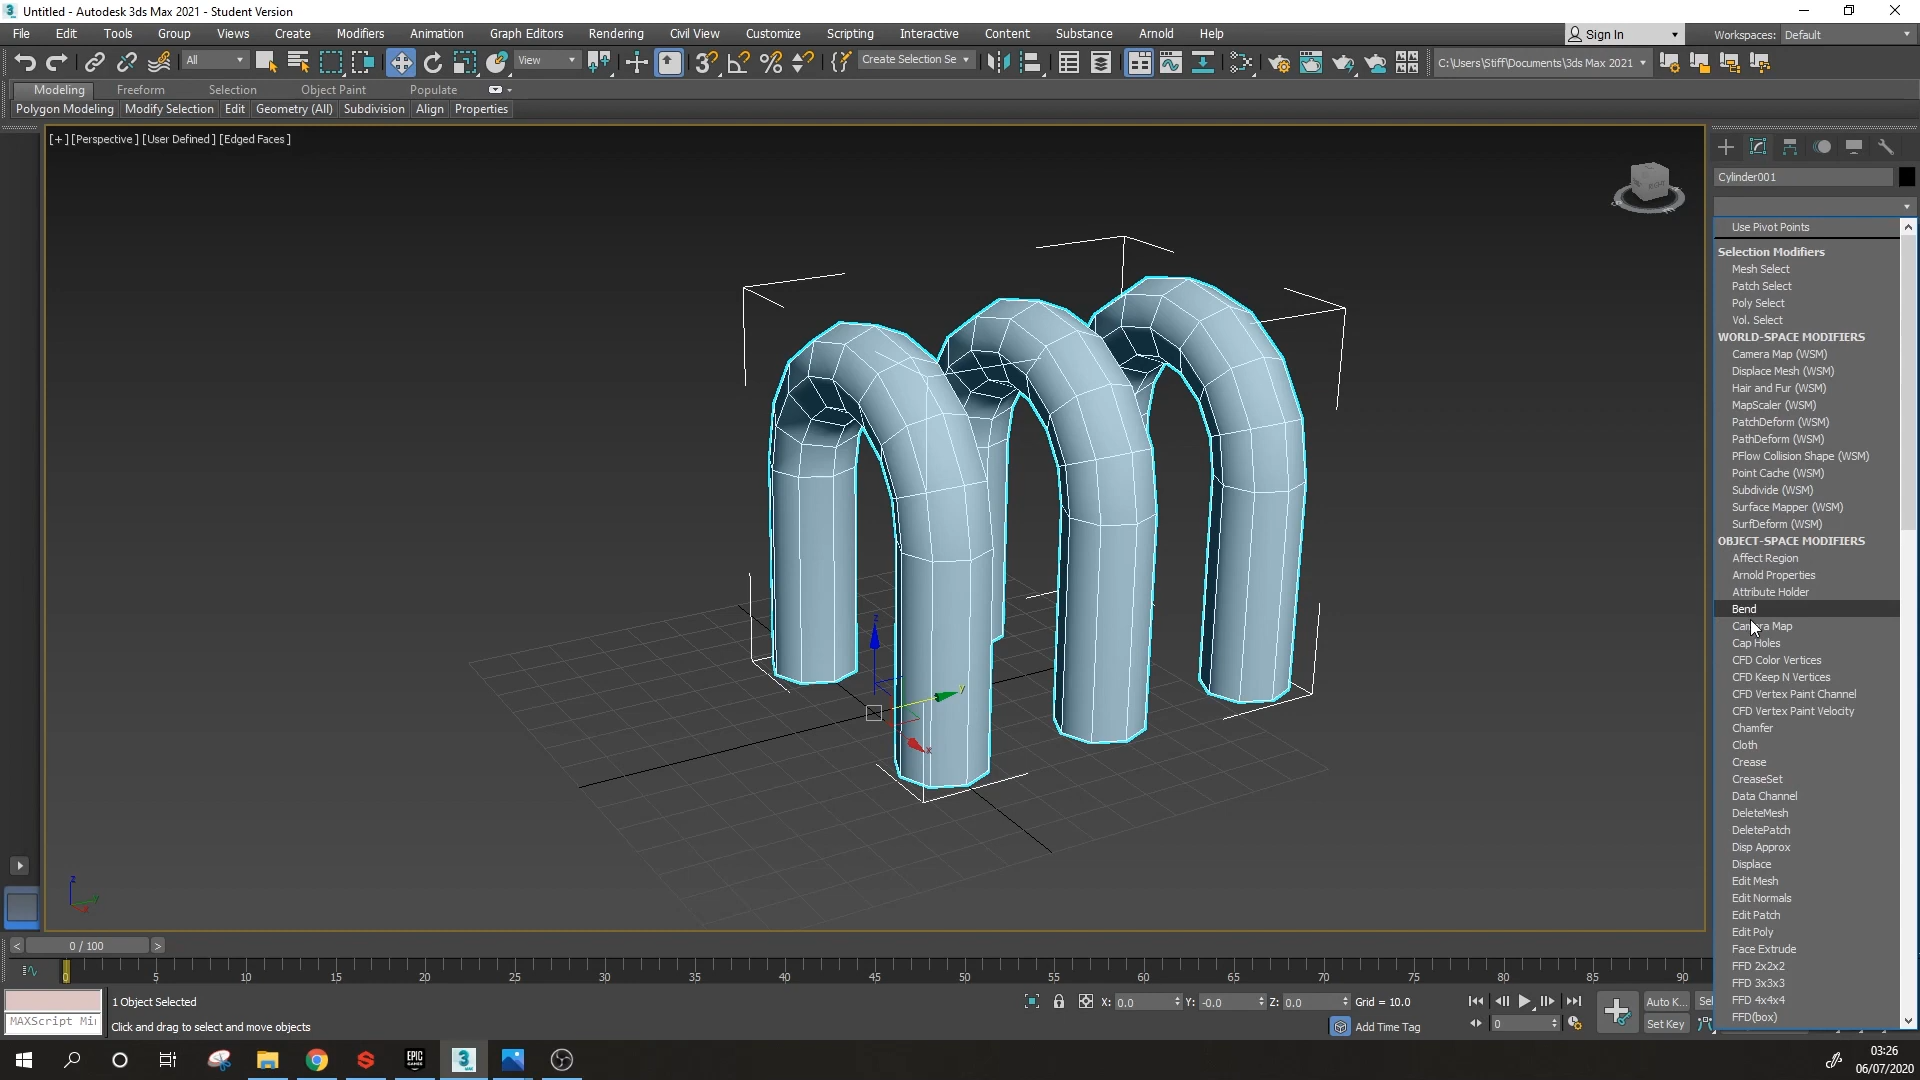 Untitled - Autodesk 3ds Max 2021 - Student Version
File Edit Tools Group Views Create Modifiers Animation Graph Editors Rendering Civil View Customize Scripting Interactive Content Substance Arnold Help
Sign In
Workspaces: Default
All
View
Create Selection Se
C:\Users\Stiff\Documents\3ds Max 2021
Modeling Freeform Selection Object Paint Populate
Polygon Modeling Modify Selection Edit Geometry (All) Subdivision Align Properties
[+] [Perspective ] [User Defined ] [Edged Faces ]
Cylinder001
Use Pivot Points
Selection Modifiers
Mesh Select
Patch Select
Poly Select
Vol. Select
WORLD-SPACE MODIFIERS
Camera Map (WSM)
Displace Mesh (WSM)
Hair and Fur (WSM)
MapScaler (WSM)
PatchDeform (WSM)
PathDeform (WSM)
PFlow Collision Shape (WSM)
Point Cache (WSM)
Subdivide (WSM)
Surface Mapper (WSM)
SurfDeform (WSM)
OBJECT-SPACE MODIFIERS
Affect Region
Arnold Properties
Attribute Holder
Bend
Camera Map
Cap Holes
CFD Color Vertices
CFD Keep N Vertices
CFD Vertex Paint Channel
CFD Vertex Paint Velocity
Chamfer
Cloth
Crease
CreaseSet
Data Channel
DeleteMesh
DeletePatch
Disp Approx
Displace
Edit Mesh
Edit Normals
Edit Patch
Edit Poly
Face Extrude
FFD 2x2x2
FFD 3x3x3
FFD 4x4x4
FFD(box)
z
y
x
z
< 0 / 100 >
0 5 10 15 20 25 30 35 40 45 50 55 60 65 70 75 80 85 90
1 Object Selected
X: 0.0 Y: -0.0 Z: 0.0 Grid = 10.0
Auto K... Sel
MAXScript Mi
Click and drag to select and move objects
Add Time Tag
0
Set Key
EPIC GAMES
3
03:26
06/07/2020